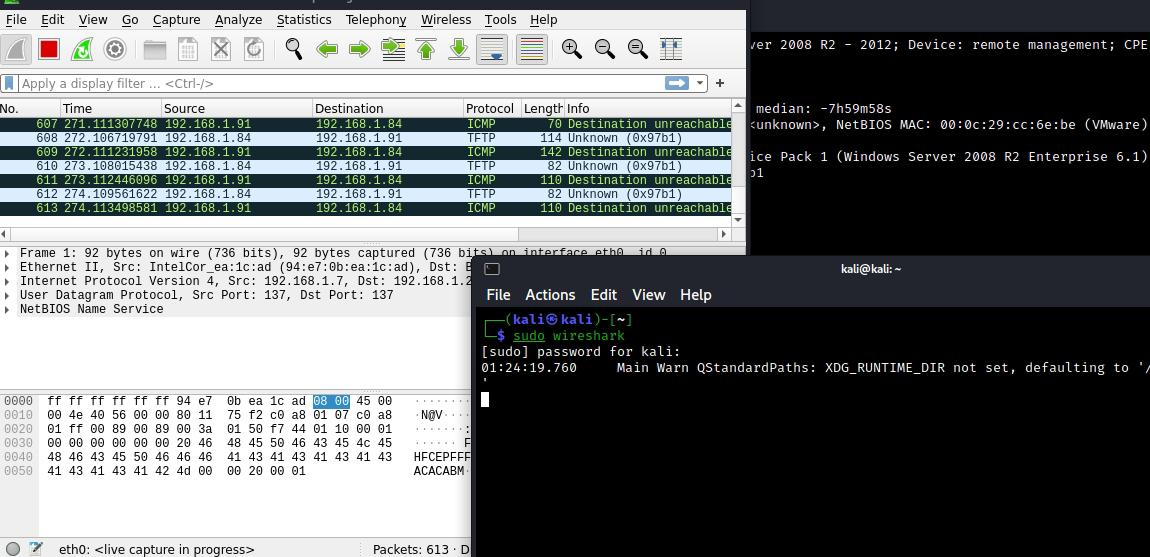 File Edit View Go Capture Analyze Statistics Telephony Wireless Tools Help
Apply a display filter ... <Ctrl-/>
No. Time Source Destination Protocol Length Info
607 271.111307748 192.168.1.91 192.168.1.84 ICMP 70 Destination unreachable
608 272.106719791 192.168.1.84 192.168.1.91 TFTP 114 Unknown (0x97b1)
609 272.111231958 192.168.1.91 192.168.1.84 ICMP 142 Destination unreachable
610 273.108015438 192.168.1.84 192.168.1.91 TFTP 82 Unknown (0x97b1)
611 273.112446096 192.168.1.91 192.168.1.84 ICMP 110 Destination unreachable
612 274.109561622 192.168.1.84 192.168.1.91 TFTP 82 Unknown (0x97b1)
613 274.113498581 192.168.1.91 192.168.1.84 ICMP 110 Destination unreachable
Frame 1: 92 bytes on wire (736 bits), 92 bytes captured (736 bits) on interface eth0, id 0
Ethernet II, Src: IntelCor_ea:1c:ad (94:e7:0b:ea:1c:ad), Dst: B
Internet Protocol Version 4, Src: 192.168.1.7, Dst: 192.168.1.2
User Datagram Protocol, Src Port: 137, Dst Port: 137
NetBIOS Name Service
0000 ff ff ff ff ff ff 94 e7 0b ea 1c ad 08 00 45 00 ········
0010 00 4e 40 56 00 00 80 11 75 f2 c0 a8 01 07 c0 a8 ·N@V····
0020 01 ff 00 89 00 89 00 3a 01 50 f7 44 01 10 00 01 ·······:
0030 00 00 00 00 00 00 20 46 48 45 50 46 43 45 4c 45 ······ F
0040 48 46 43 45 50 46 46 46 41 43 41 43 41 43 41 43 HFCEPFFF
0050 41 43 41 43 41 42 4d 00 00 20 00 01 ACACABM·
eth0: <live capture in progress> Packets: 613 · D
ver 2008 R2 - 2012; Device: remote management; CPE
median: -7h59m58s
<unknown>, NetBIOS MAC: 00:0c:29:cc:6e:be (VMware)
ice Pack 1 (Windows Server 2008 R2 Enterprise 6.1)
b1
kali@kali: ~
File Actions Edit View Help
┌──(kali㉿kali)-[~]
└─$ sudo wireshark
[sudo] password for kali:
01:24:19.760 Main Warn QStandardPaths: XDG_RUNTIME_DIR not set, defaulting to '/
'